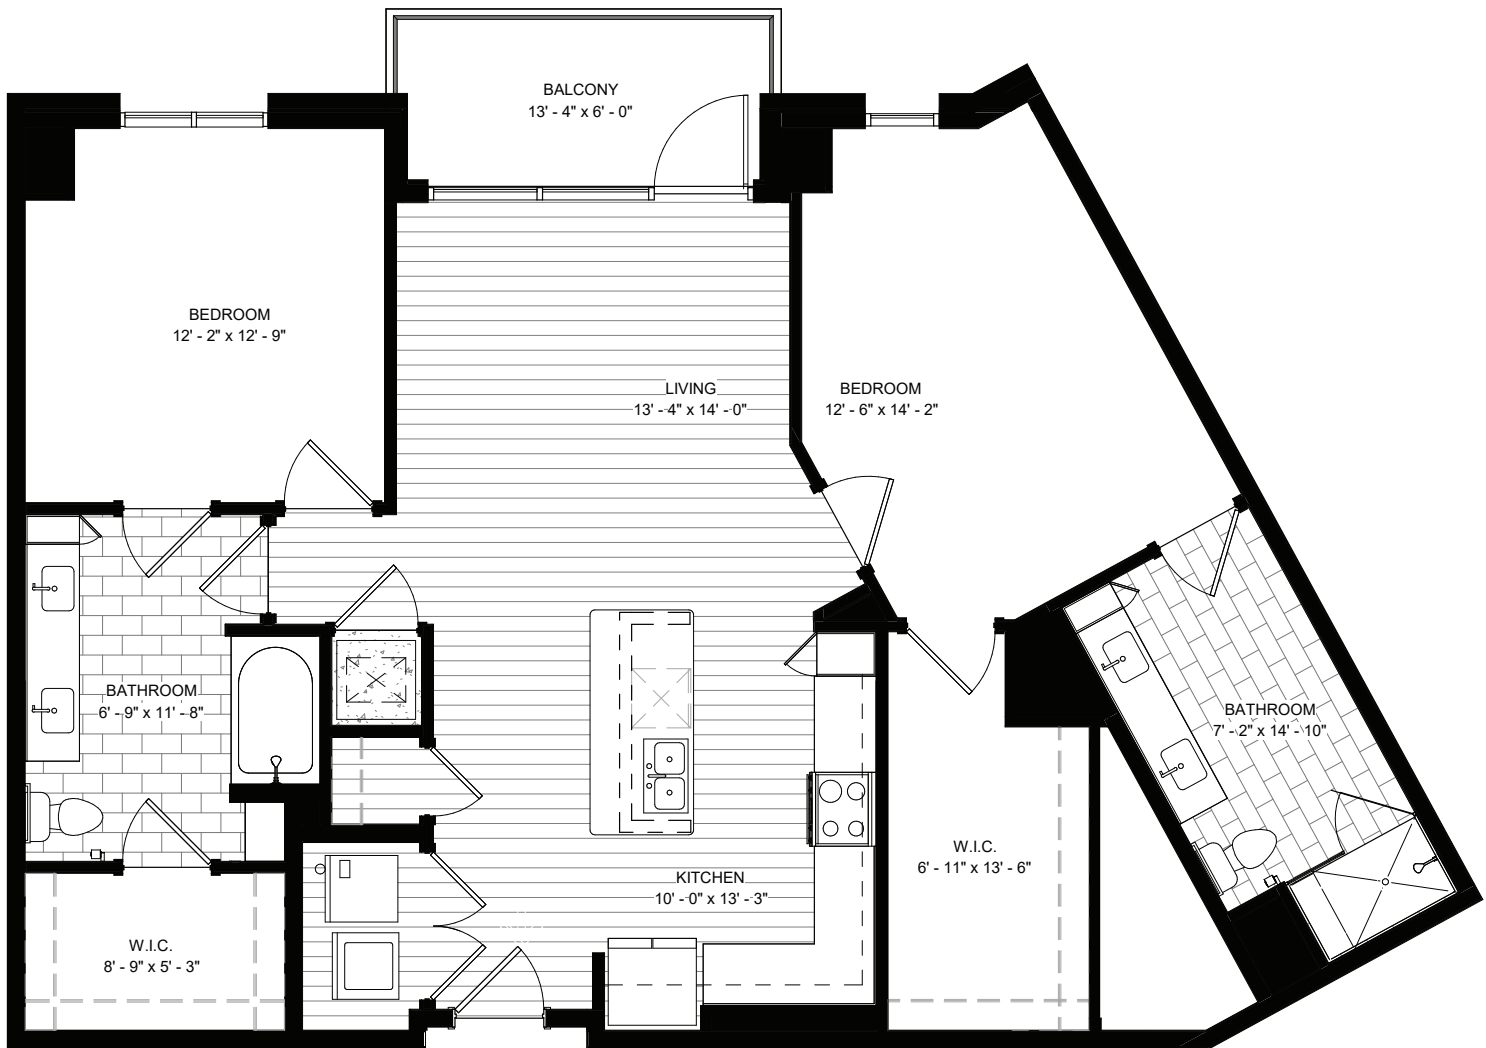 BALCONY
13' - 4" x 6' - 0"
BEDROOM
12' - 2" x 12' - 9"
LIVING
13' - 4" x 14' - 0"
BEDROOM
12' - 6" x 14' - 2"
BATHROOM
6' - 9" x 11' - 8"
BATHROOM
7' - 2" x 14' - 10"
W.I.C.
6' - 11" x 13' - 6"
KITCHEN
10' - 0" x 13' - 3"
W.I.C.
8' - 9" x 5' - 3"